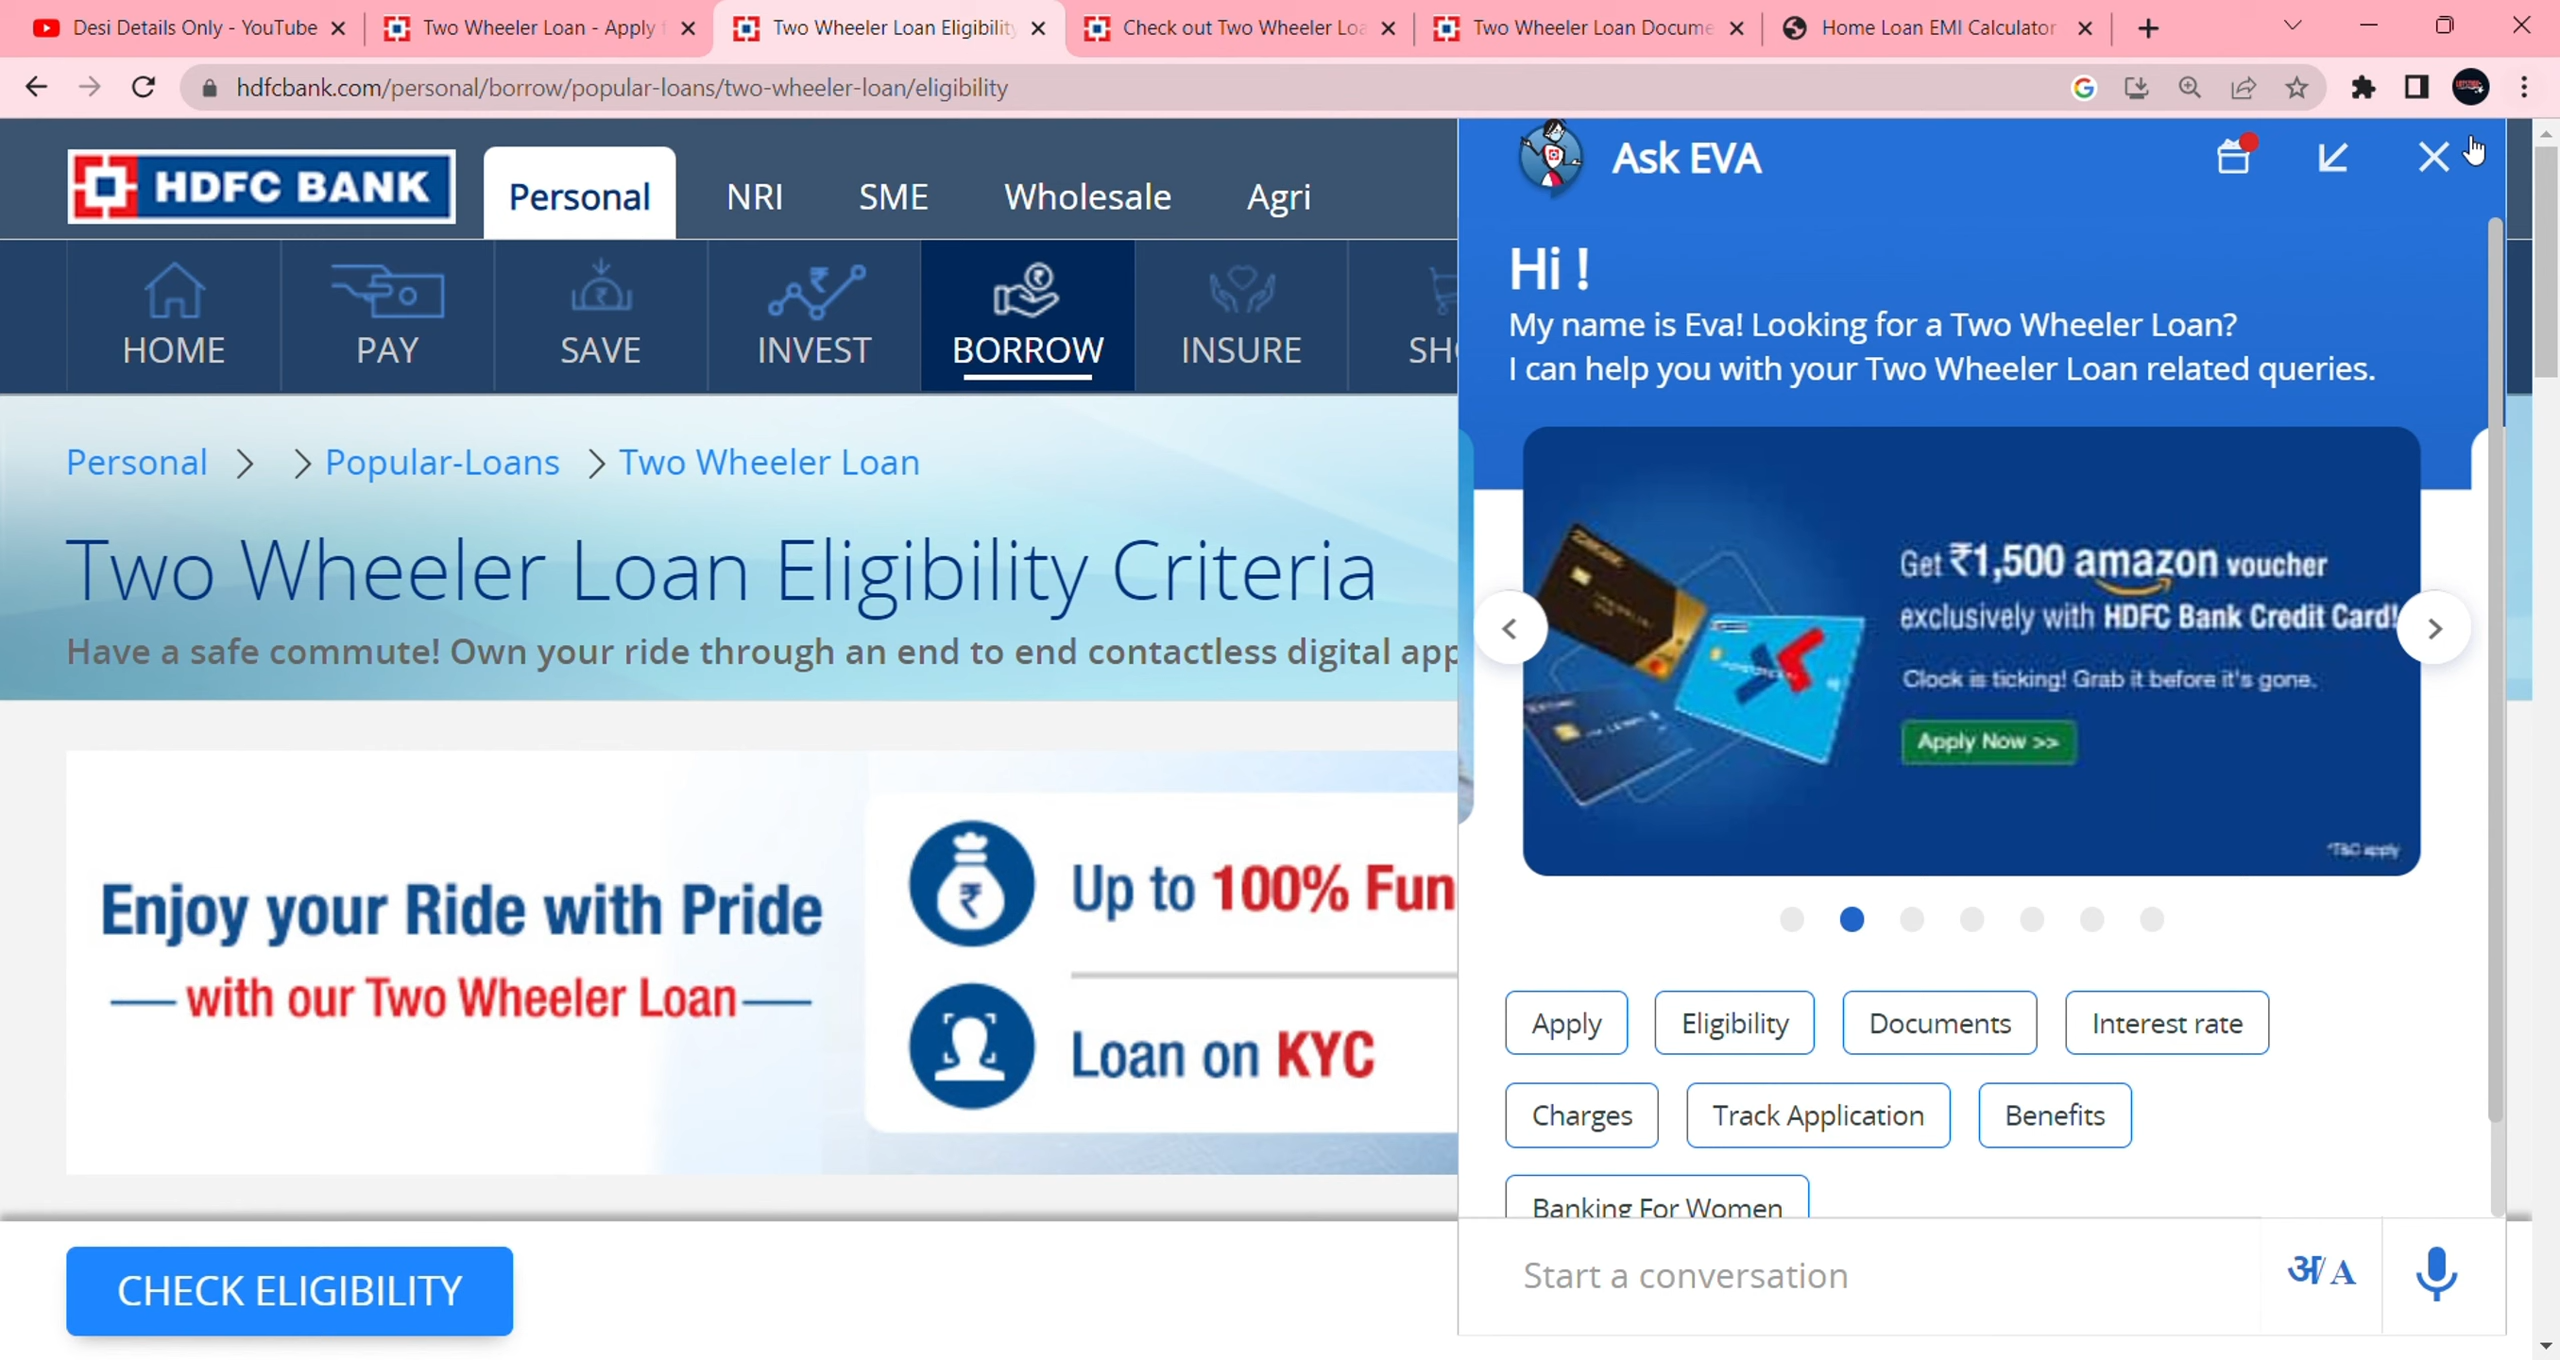 Desi Details Only - YouTube
Two Wheeler Loan - Apply
Two Wheeler Loan Eligibility
Check out Two Wheeler Loa
Two Wheeler Loan Docume
Home Loan EMI Calculator
hdfcbank.com/personal/borrow/popular-loans/two-wheeler-loan/eligibility
HDFC BANK
Personal
NRI
SME
Wholesale
Agri
HOME
PAY
SAVE
INVEST
BORROW
INSURE
SH
Personal > > Popular-Loans > Two Wheeler Loan
Two Wheeler Loan Eligibility Criteria
Have a safe commute! Own your ride through an end to end contactless digital app
Enjoy your Ride with Pride
with our Two Wheeler Loan
Up to 100% Fun
Loan on KYC
CHECK ELIGIBILITY
Ask EVA
Hi !
My name is Eva! Looking for a Two Wheeler Loan?
I can help you with your Two Wheeler Loan related queries.
Get ₹1,500 amazon voucher
exclusively with HDFC Bank Credit Card!
Clock is ticking! Grab it before it's gone.
Apply Now >>
*T&C apply
Apply
Eligibility
Documents
Interest rate
Charges
Track Application
Benefits
Banking For Women
Start a conversation
अ/A